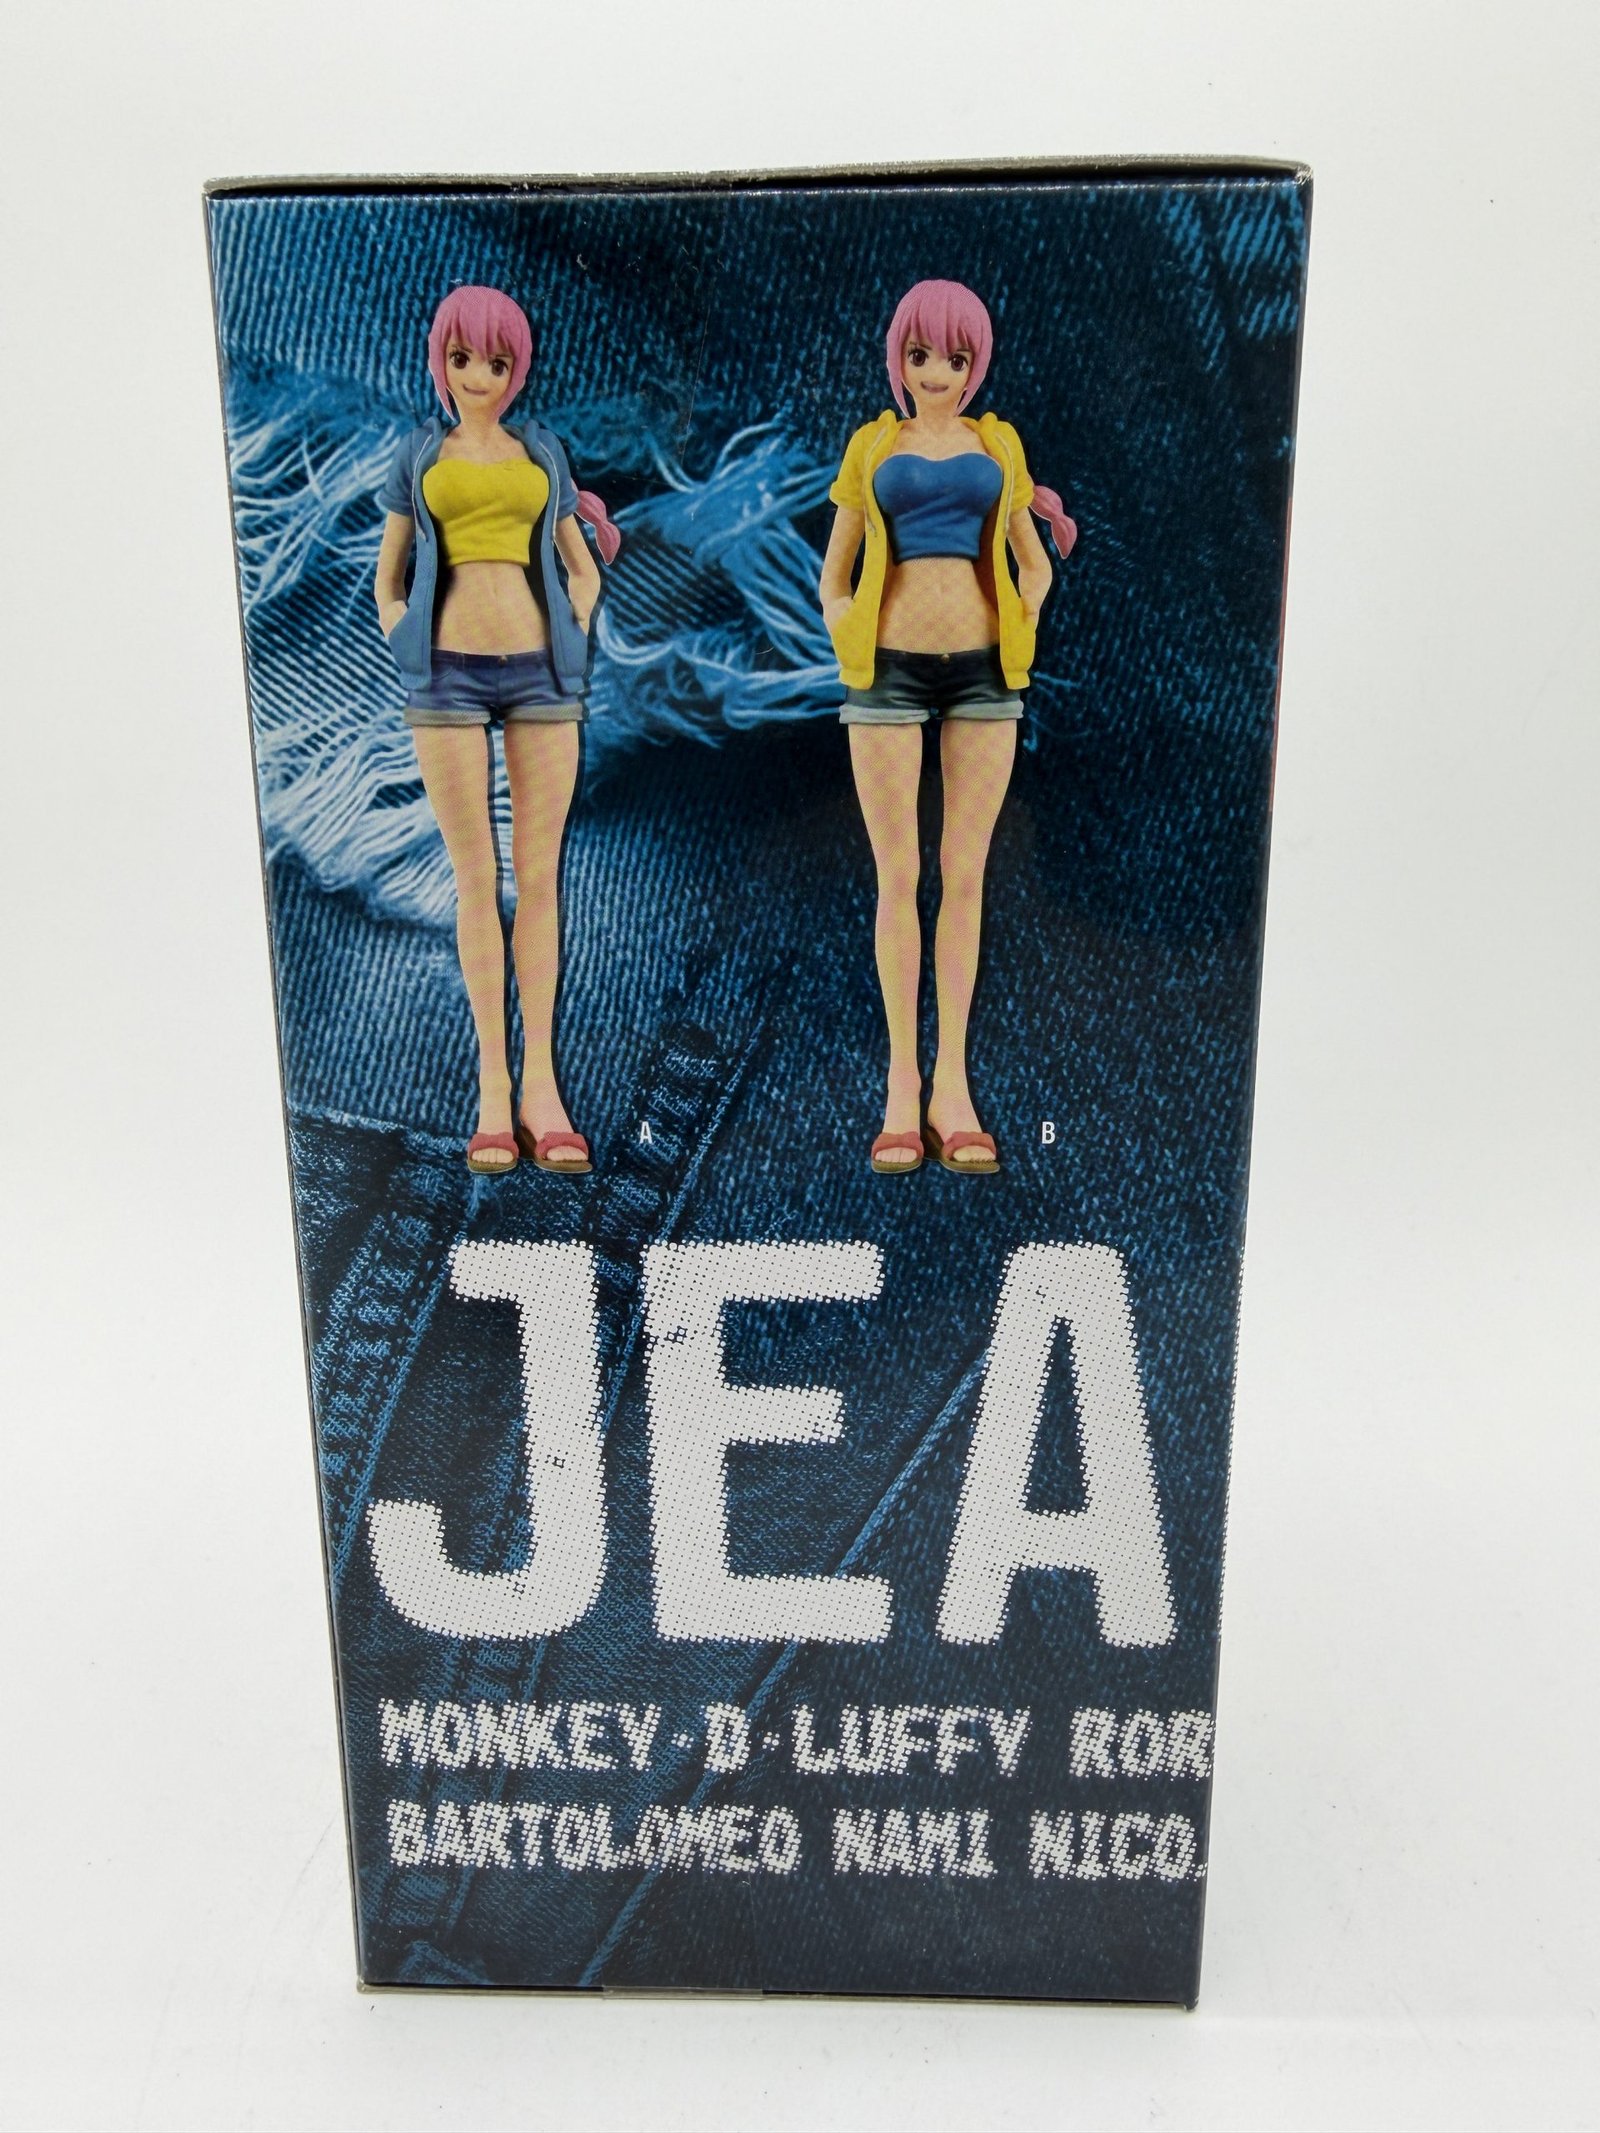 A
B
JEA
MONKEY·D·LUFFY ROR
BARTOLOMEO NAMI NICO.